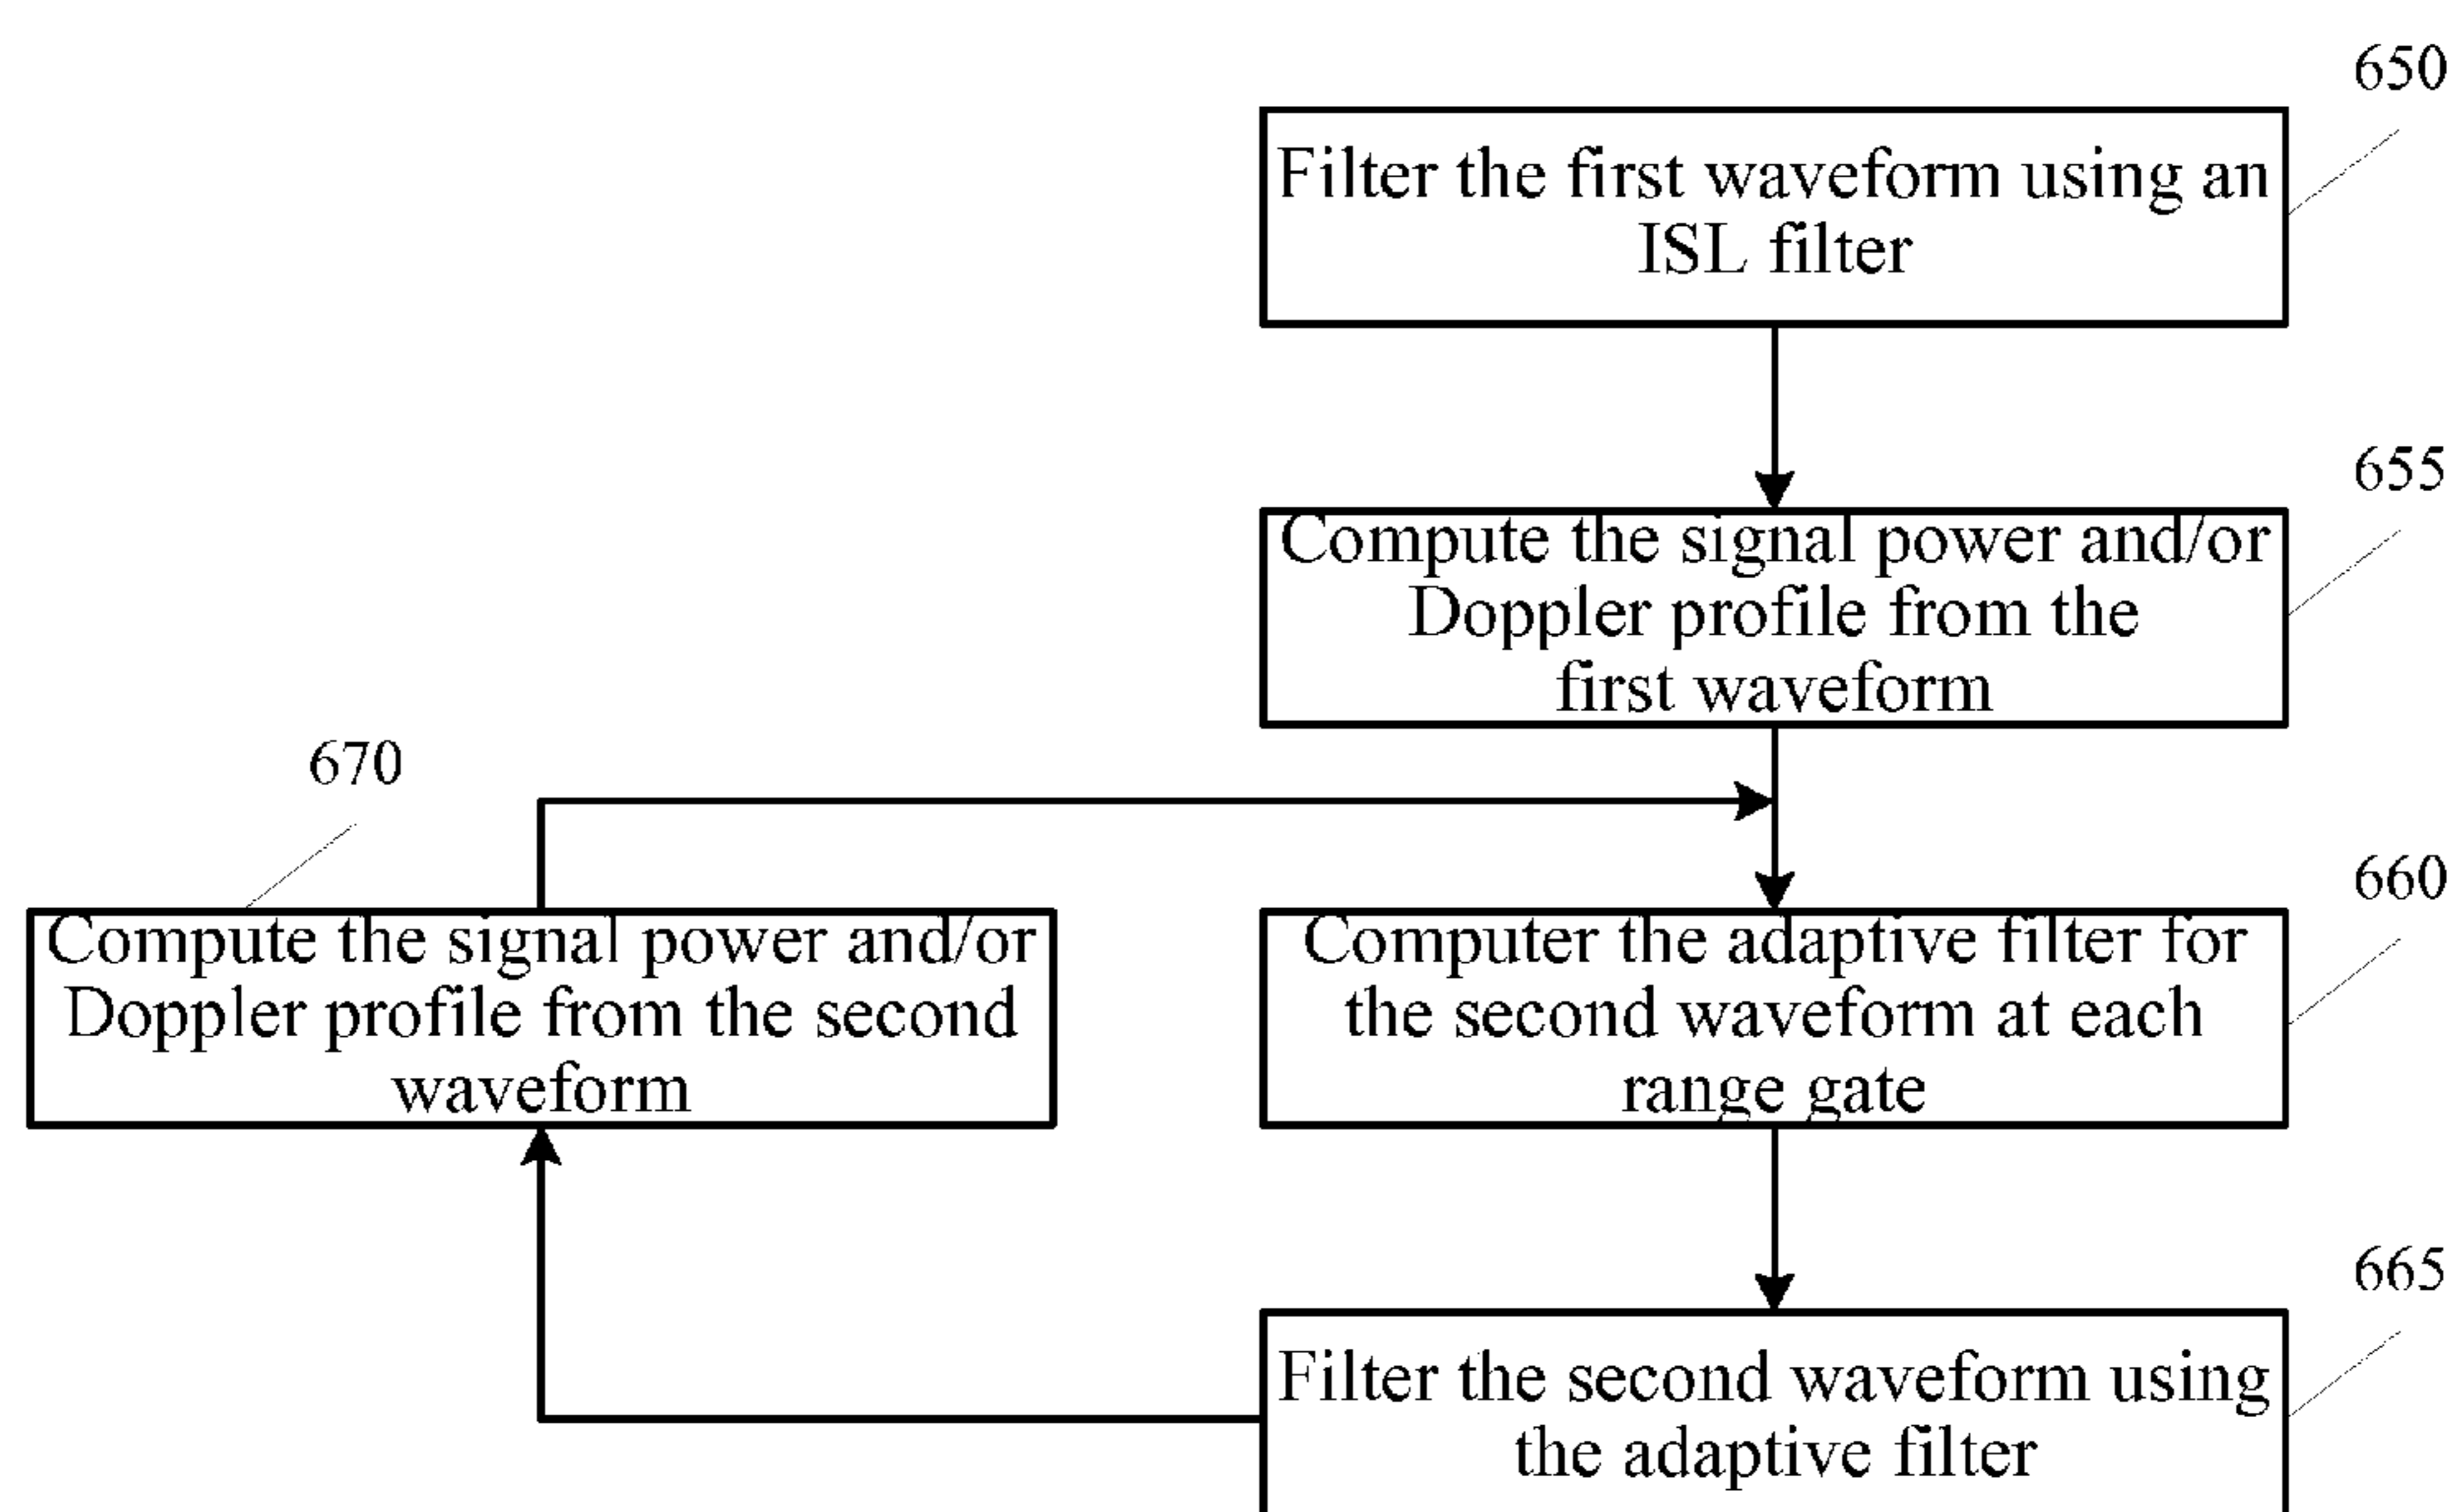 650
Filter the first waveform using an
ISL filter
655
Compute the signal power and/or
Doppler profile from the
first waveform
670
Compute the signal power and/or
Doppler profile from the second
waveform
660
Computer the adaptive filter for
the second waveform at each
range gate
665
Filter the second waveform using
the adaptive filter